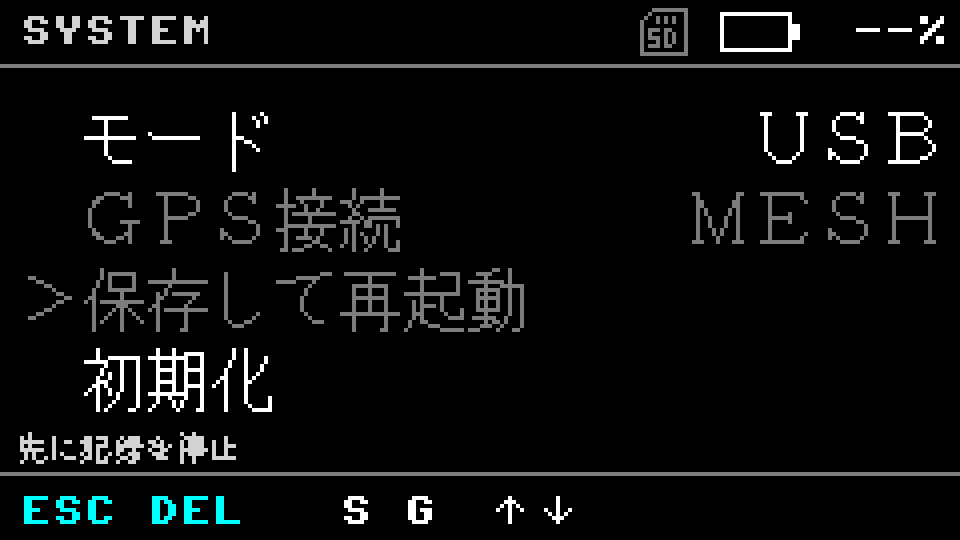 SYSTEM SD --%
モード USB
GPS接続 MESH
>保存して再起動
初期化
先に記録を停止
ESC DEL S G ↑↓